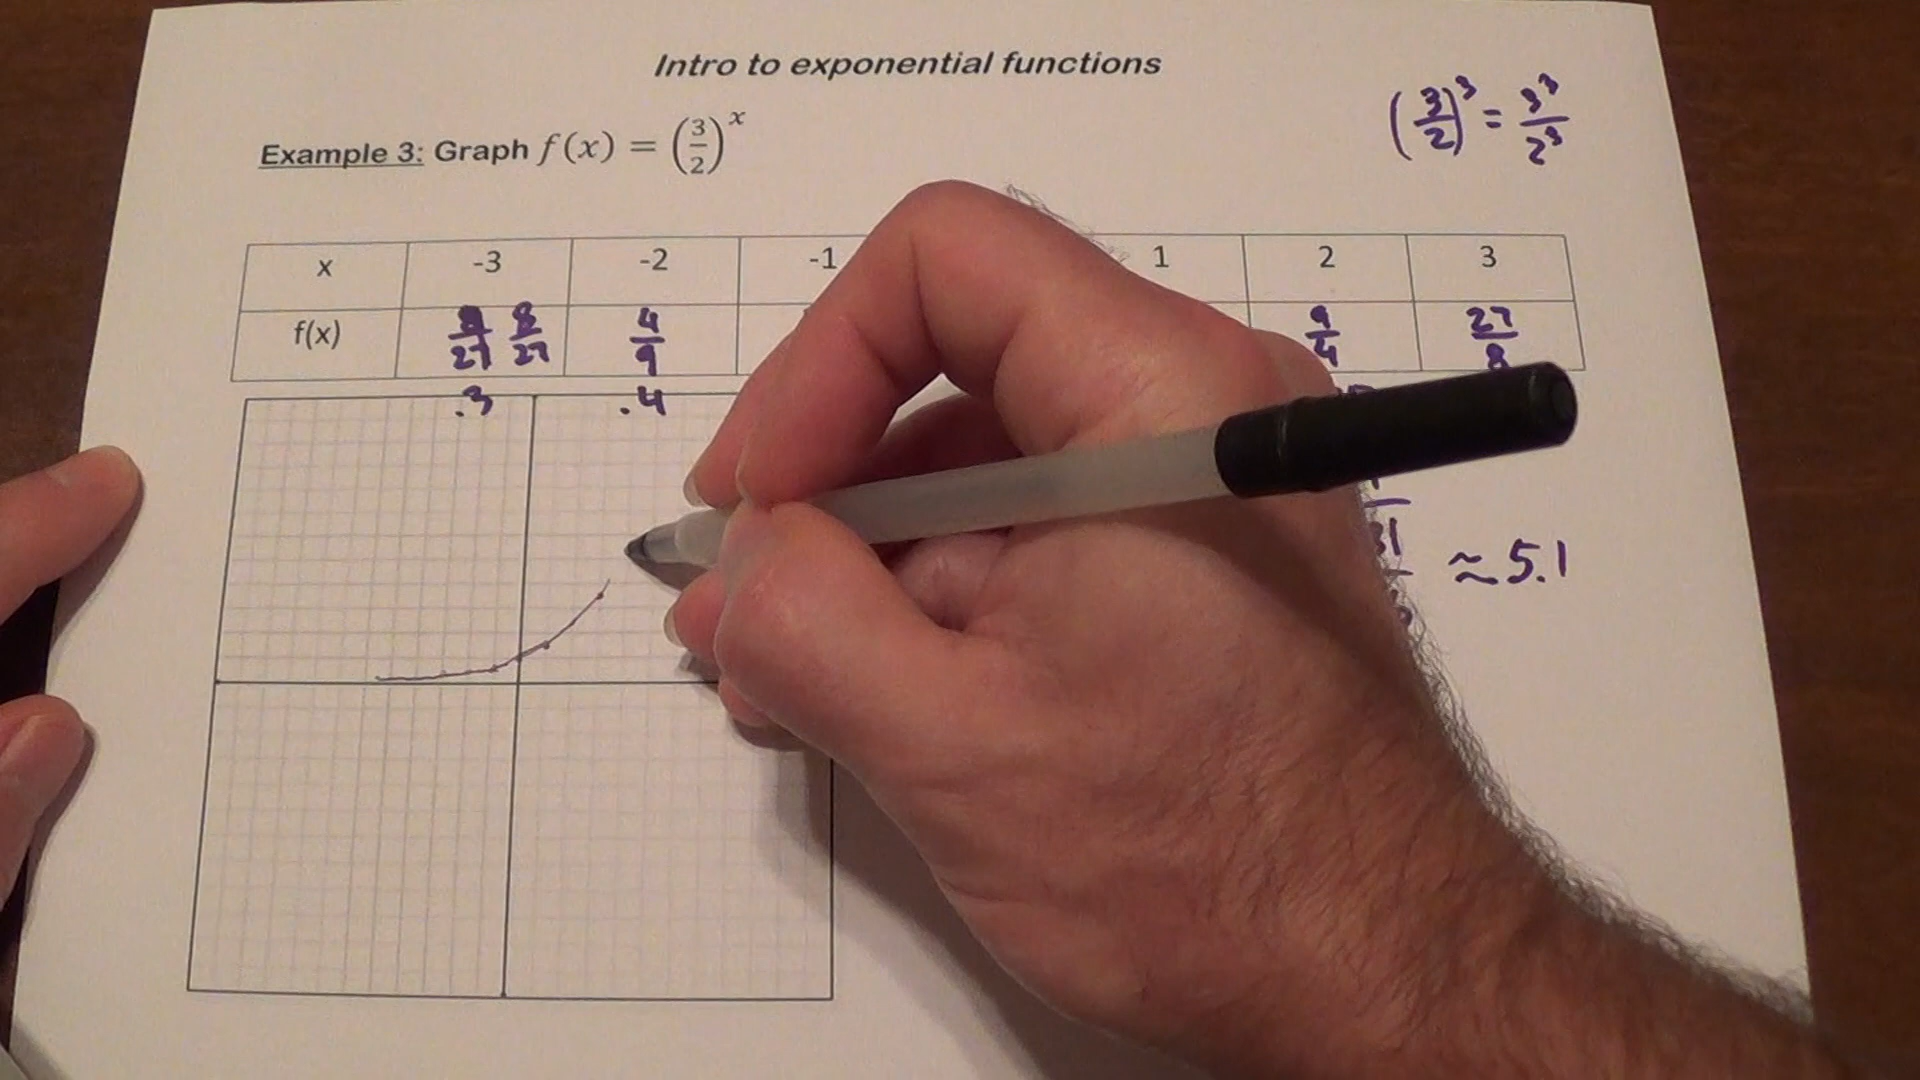 Intro to exponential functions
Example 3: Graph f(x) = (3/2)^x
(3/2)^3 = 3^3/2^3
x -3 -2 -1 1 2 3
f(x) 8/27 8/27 4/9 9/4 27/8
.3 .4
≈ 5.1